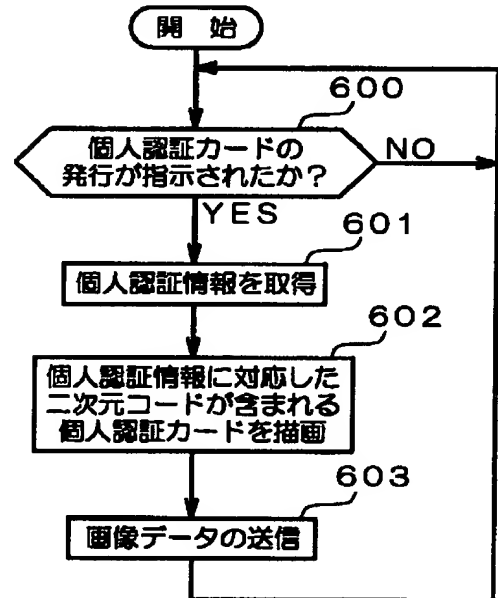 開 始
600
個人認証カードの
発行が指示されたか?
NO
YES
601
個人認証情報を取得
602
個人認証情報に対応した
二次元コードが含まれる
個人認証カードを描画
603
画像データの送信